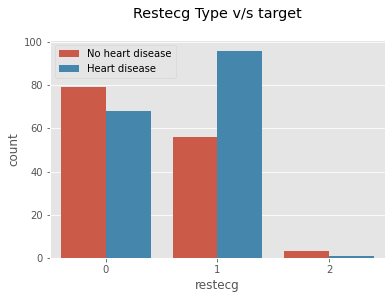 Restecg Type v/s target
100
No heart disease
Heart disease
80
60
40
20
0
count
0 1 2
restecg